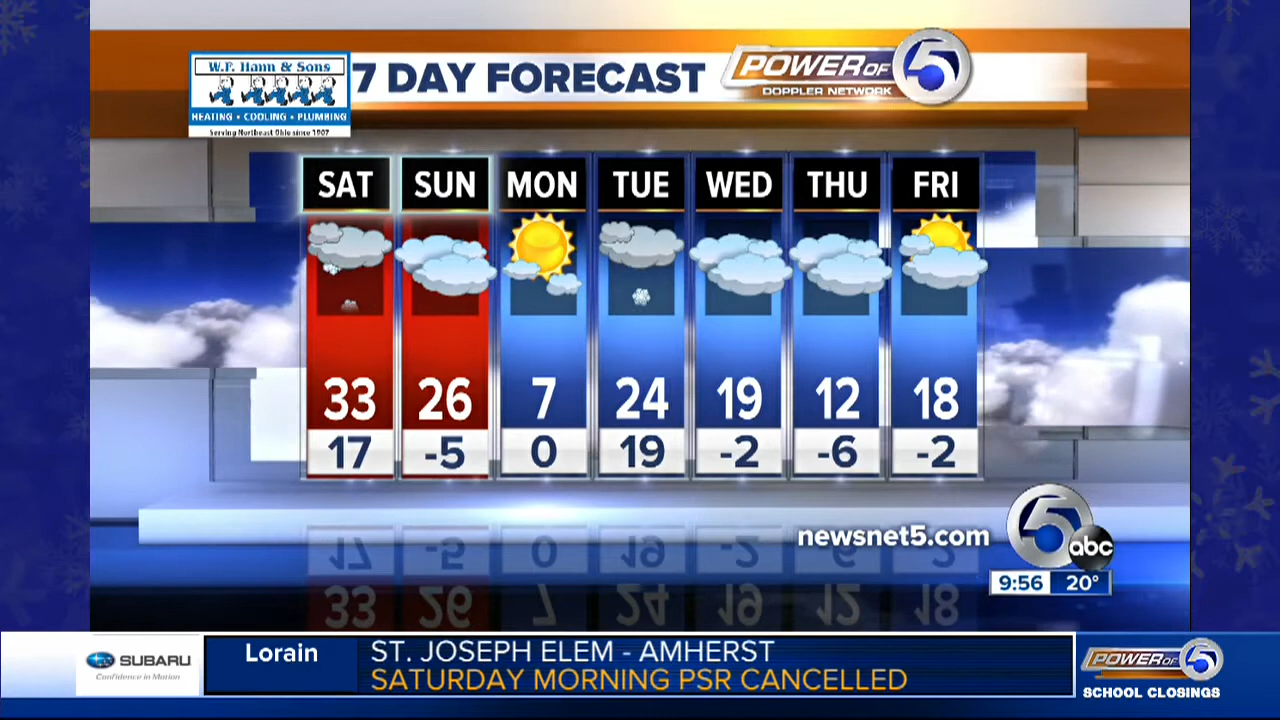 W.F. Hann & Sons
HEATING • COOLING • PLUMBING
Serving Northeast Ohio since 1907
7 DAY FORECAST
POWER OF 5
DOPPLER NETWORK
SAT SUN MON TUE WED THU FRI
33 26 7 24 19 12 18
17 -5 0 19 -2 -6 -2
newsnet5.com
5 abc
9:56 20°
SUBARU
Confidence in Motion
Lorain
ST. JOSEPH ELEM - AMHERST
SATURDAY MORNING PSR CANCELLED
POWER OF 5
SCHOOL CLOSINGS